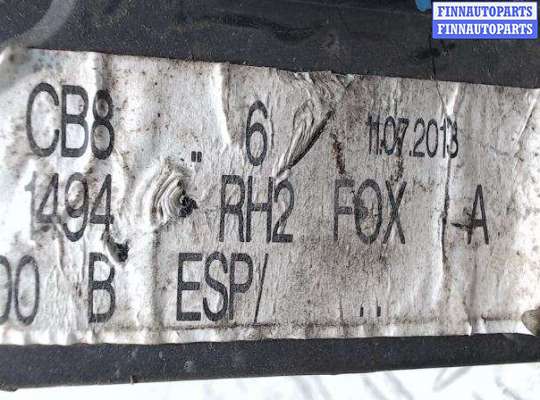 FINNAUTOPARTS
FINNAUTOPARTS
CB8 6 11.07.2013
1494 RH2 FOX A
00 B ESP/ ..